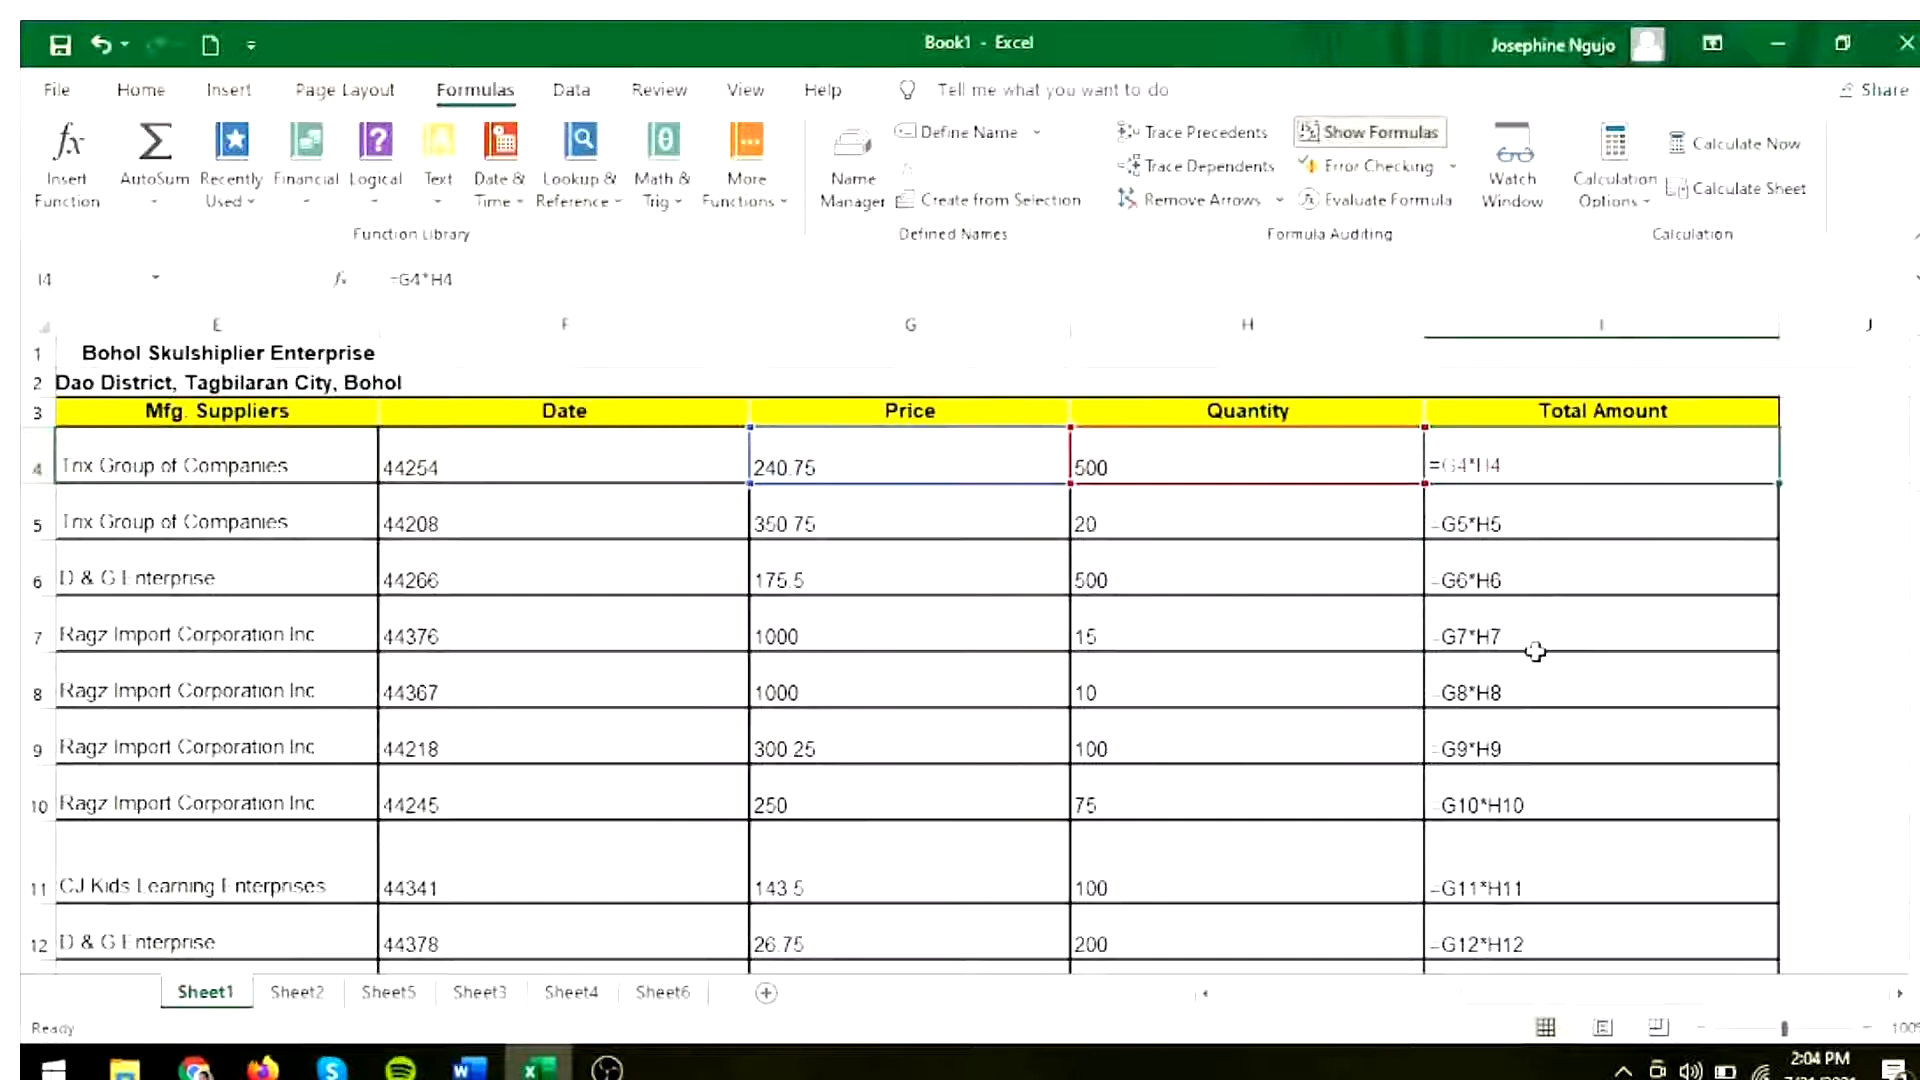 Book1 - Excel
Josephine Ngujo
File Home Insert Page Layout Formulas Data Review View Help Tell me what you want to do Share
fx
Insert Function
AutoSum
Recently Used
Financial
Logical
Text
Date & Time
Lookup & Reference
Math & Trig
More Functions
Function Library
Name Manager
Define Name
Create from Selection
Defined Names
Trace Precedents
Trace Dependents
Remove Arrows
Show Formulas
Error Checking
Evaluate Formula
Formula Auditing
Watch Window
Calculation Options
Calculate Now
Calculate Sheet
Calculation
I4 fx =G4*H4
E F G H I J
1 Bohol Skulshiplier Enterprise
2 Dao District, Tagbilaran City, Bohol
3 Mfg. Suppliers Date Price Quantity Total Amount
4 Group of Companies 44254 240.75 500 =G4*H4
5 Group of Companies 44208 350.75 20 =G5*H5
6 D & G Enterprise 44266 175.5 500 =G6*H6
7 Ragz Import Corporation Inc 44376 1000 15 =G7*H7
8 Ragz Import Corporation Inc 44367 1000 10 =G8*H8
9 Ragz Import Corporation Inc 44218 300.25 100 =G9*H9
10 Ragz Import Corporation Inc 44245 250 75 =G10*H10
11 CJ Kids Learning Enterprises 44341 143.5 100 =G11*H11
12 D & G Enterprise 44378 26.75 200 =G12*H12
Sheet1 Sheet2 Sheet5 Sheet3 Sheet4 Sheet6
Ready
2:04 PM